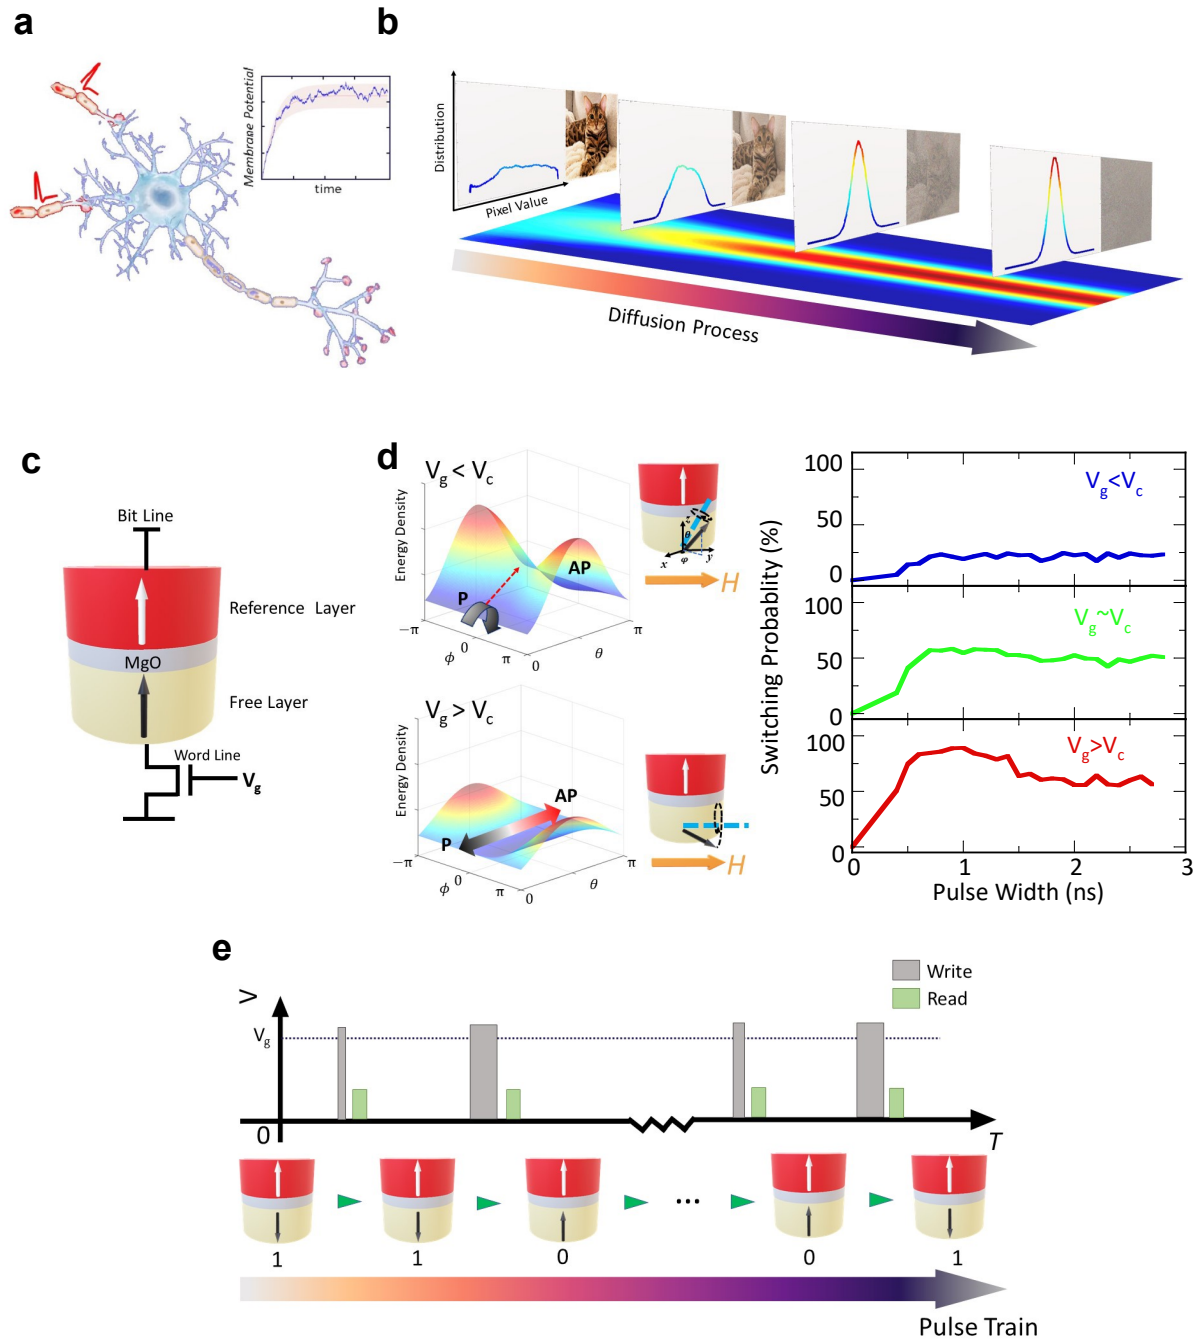 a
Membrane Potential
time
b
Distribution
Pixel Value
Diffusion Process
c
Bit Line
Reference Layer
MgO
Free Layer
Word Line
Vg
d
Vg < Vc
Energy Density
P
AP
−π
0
π
ϕ
0
π
θ
θ
x
φ
y
H
Vg > Vc
Energy Density
P
AP
−π
0
π
ϕ
0
π
θ
H
Switching Probablity (%)
100
50
0
Vg<Vc
100
50
0
Vg~Vc
100
50
0
Vg>Vc
0 1 2 3
Pulse Width (ns)
e
Write
Read
V
Vg
0
T
...
1 1 0 0 1
Pulse Train